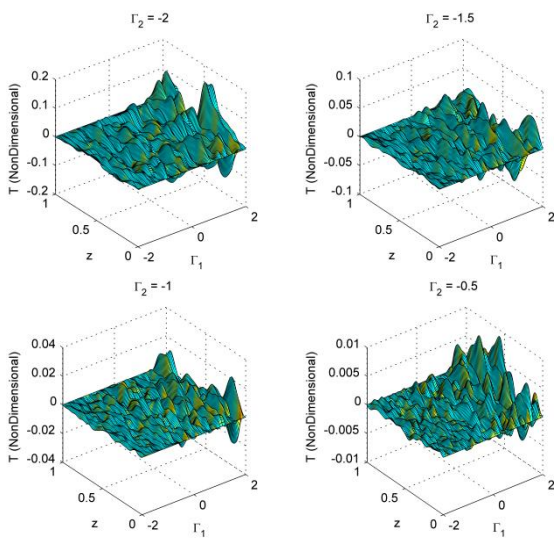 Γ₂ = -2
0.2
0.1
0
-0.1
-0.2
T (NonDimensional)
1
0.5
0
z
-2
0
2
Γ₁
Γ₂ = -1.5
0.1
0.05
0
-0.05
-0.1
T (NonDimensional)
1
0.5
0
z
-2
0
2
Γ₁
Γ₂ = -1
0.04
0.02
0
-0.02
-0.04
T (NonDimensional)
1
0.5
0
z
-2
0
2
Γ₁
Γ₂ = -0.5
0.01
0.005
0
-0.005
-0.01
T (NonDimensional)
1
0.5
0
z
-2
0
2
Γ₁